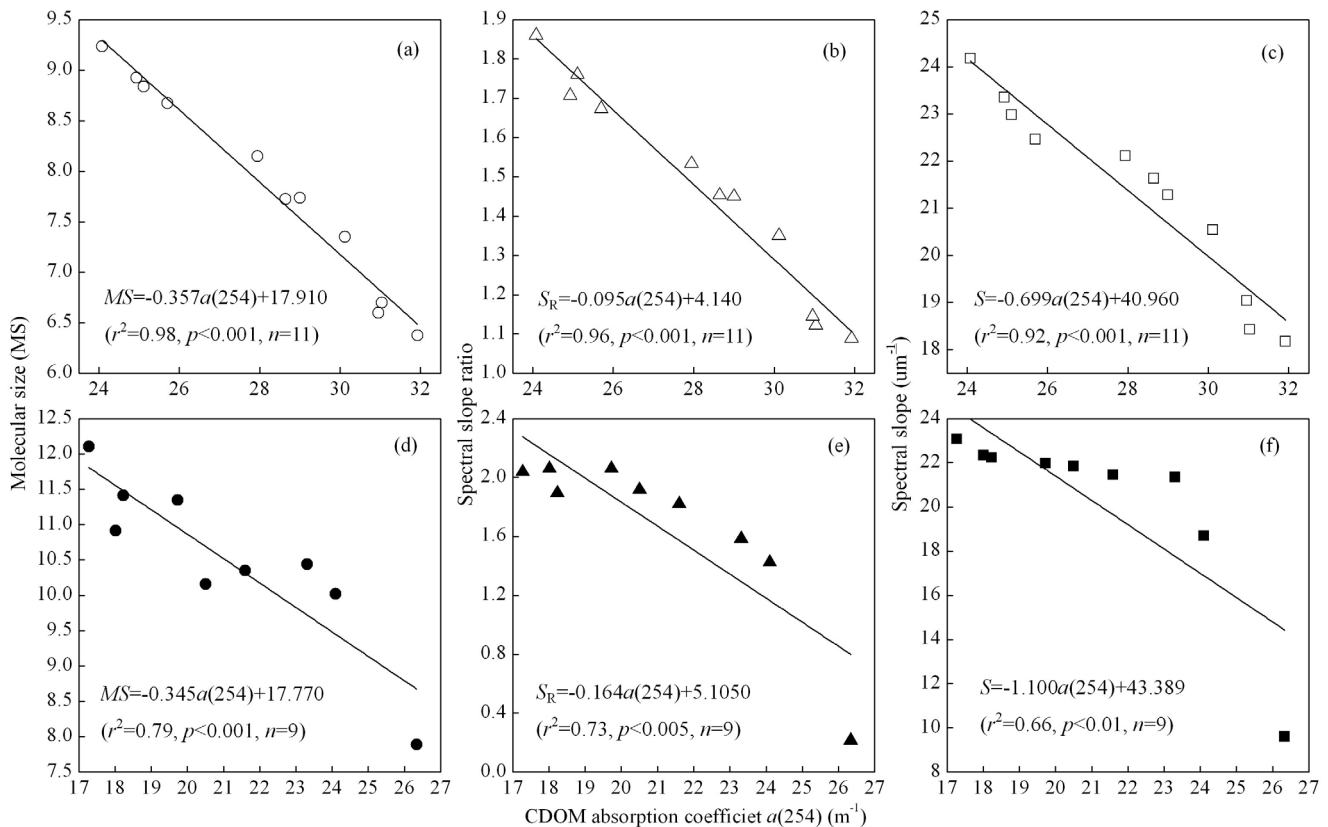 Molecular size (MS)
9.5
9.0
8.5
8.0
7.5
7.0
6.5
6.0
(a)
MS=-0.357a(254)+17.910
(r²=0.98, p<0.001, n=11)
24 26 28 30 32
Spectral slope ratio
1.9
1.8
1.7
1.6
1.5
1.4
1.3
1.2
1.1
1.0
(b)
S_R=-0.095a(254)+4.140
(r²=0.96, p<0.001, n=11)
24 26 28 30 32
Spectral slope (um⁻¹)
25
24
23
22
21
20
19
18
(c)
S=-0.699a(254)+40.960
(r²=0.92, p<0.001, n=11)
24 26 28 30 32
12.5
12.0
11.5
11.0
10.5
10.0
9.5
9.0
8.5
8.0
7.5
(d)
MS=-0.345a(254)+17.770
(r²=0.79, p<0.001, n=9)
17 18 19 20 21 22 23 24 25 26 27
2.4
2.0
1.6
1.2
0.8
0.4
0.0
(e)
S_R=-0.164a(254)+5.1050
(r²=0.73, p<0.005, n=9)
17 18 19 20 21 22 23 24 25 26 27
24
22
20
18
16
14
12
10
8
(f)
S=-1.100a(254)+43.389
(r²=0.66, p<0.01, n=9)
17 18 19 20 21 22 23 24 25 26 27
CDOM absorption coefficiet a(254) (m⁻¹)